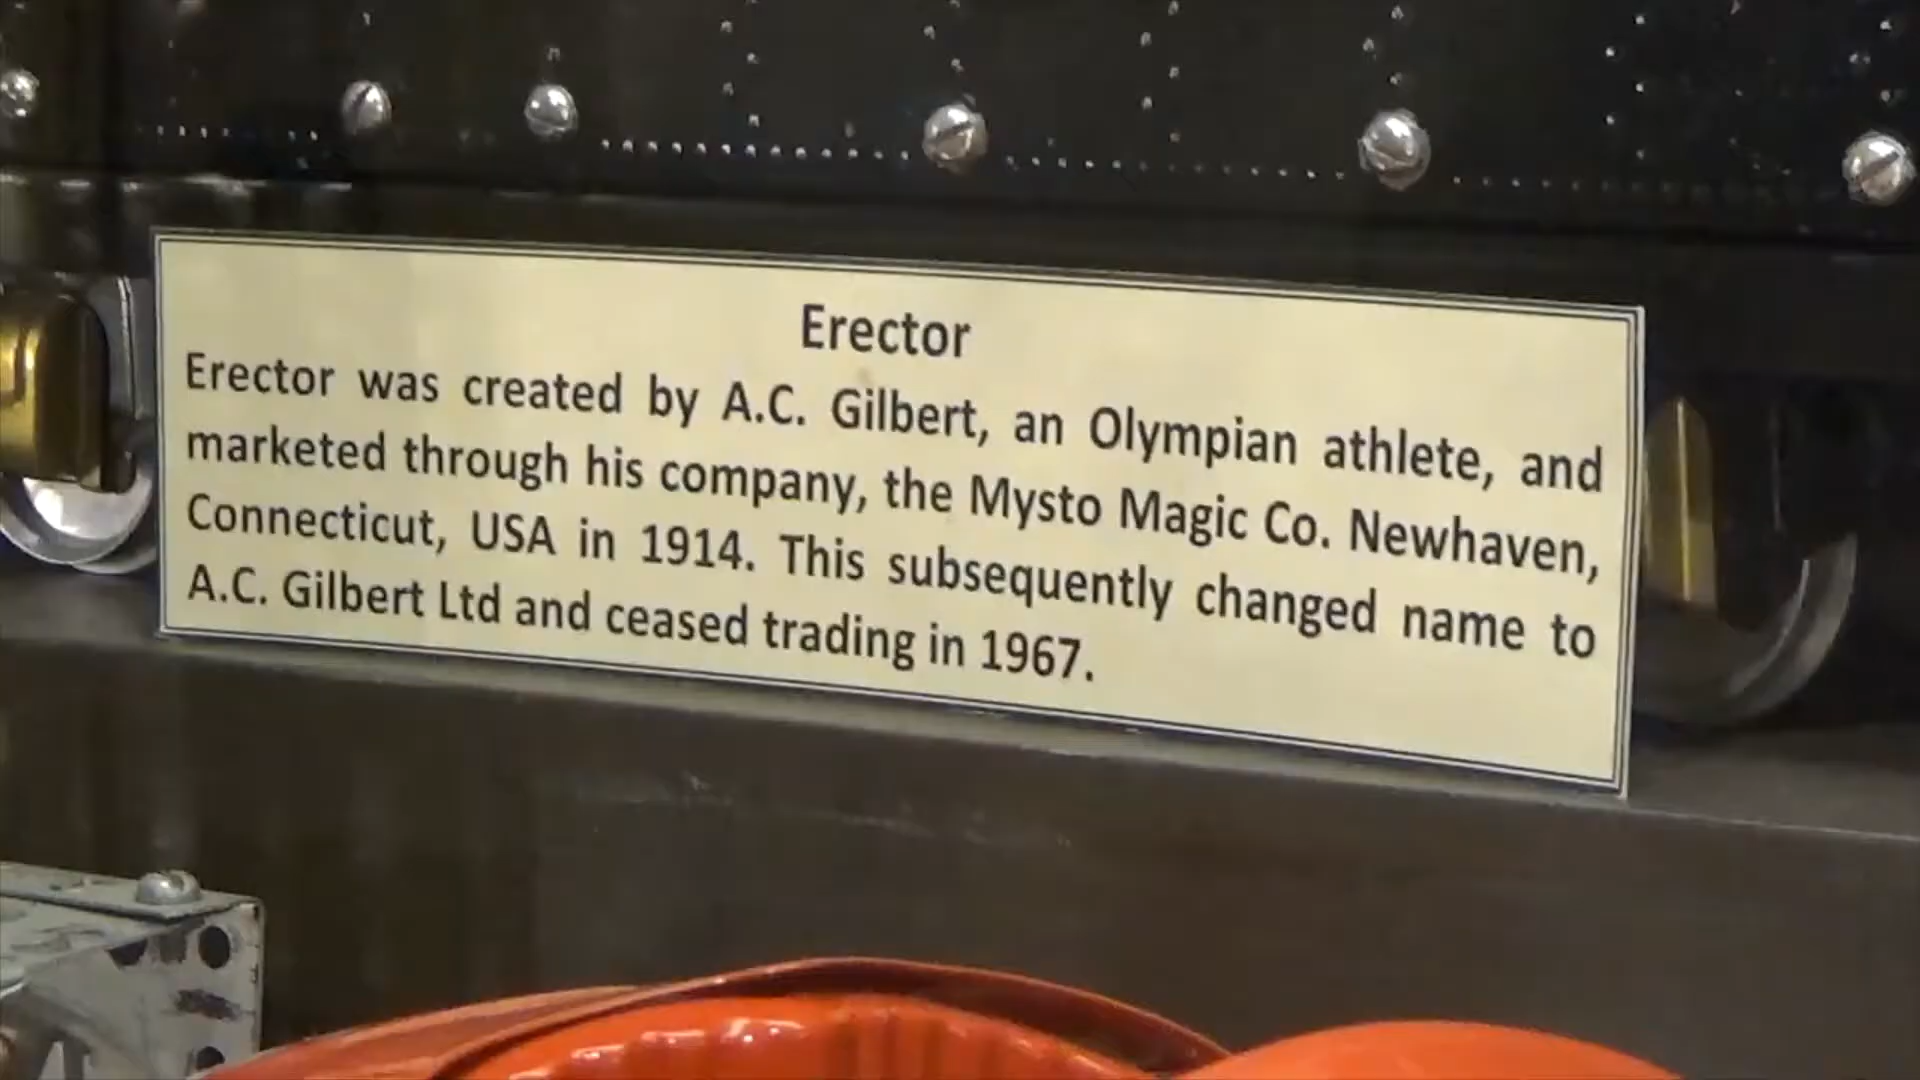 Erector
Erector was created by A.C. Gilbert, an Olympian athlete, and
marketed through his company, the Mysto Magic Co. Newhaven,
Connecticut, USA in 1914. This subsequently changed name to
A.C. Gilbert Ltd and ceased trading in 1967.